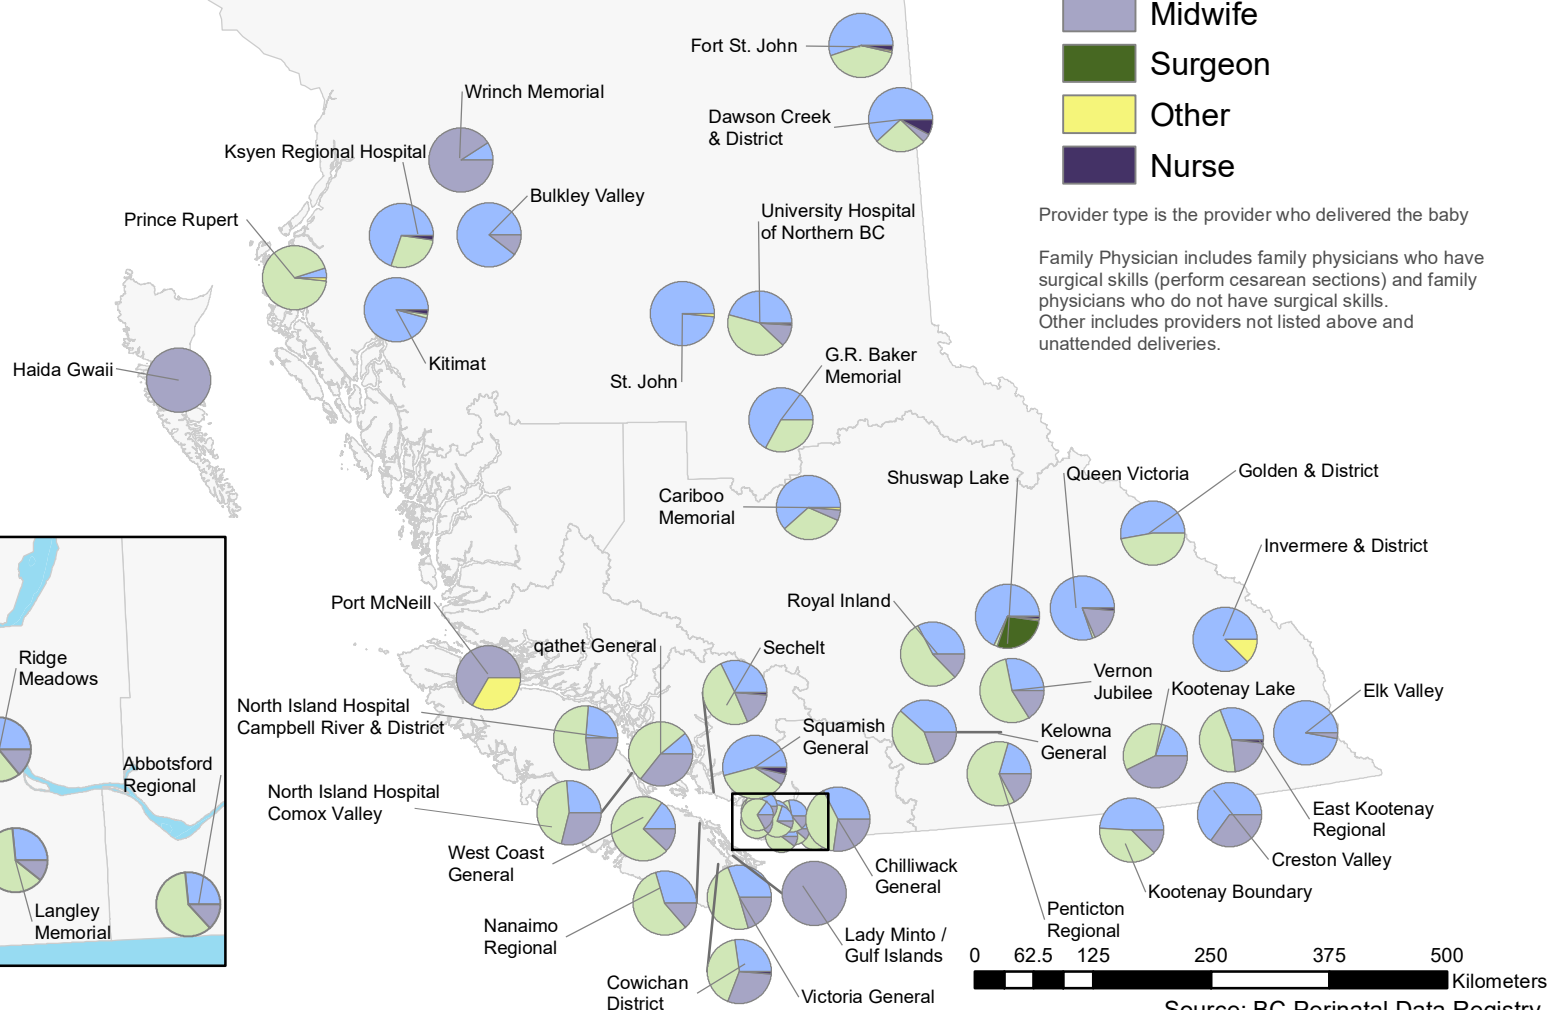 Midwife
Surgeon
Other
Nurse
Provider type is the provider who delivered the baby
Family Physician includes family physicians who have
surgical skills (perform cesarean sections) and family
physicians who do not have surgical skills.
Other includes providers not listed above and
unattended deliveries.
Fort St. John
Wrinch Memorial
Dawson Creek
& District
Ksyen Regional Hospital
Bulkley Valley
Prince Rupert
University Hospital
of Northern BC
Haida Gwaii
Kitimat
St. John
G.R. Baker
Memorial
Cariboo
Memorial
Shuswap Lake
Queen Victoria
Golden & District
Invermere & District
Port McNeill
Royal Inland
qathet General
Sechelt
Ridge
Meadows
Vernon
Jubilee
Kootenay Lake
Elk Valley
North Island Hospital
Campbell River & District
Squamish
General
Kelowna
General
Abbotsford
Regional
North Island Hospital
Comox Valley
East Kootenay
Regional
West Coast
General
Chilliwack
General
Creston Valley
Kootenay Boundary
Langley
Memorial
Nanaimo
Regional
Penticton
Regional
Lady Minto /
Gulf Islands
Cowichan
District
Victoria General
0 62.5 125 250 375 500
Kilometers
Source: BC Perinatal Data Registry